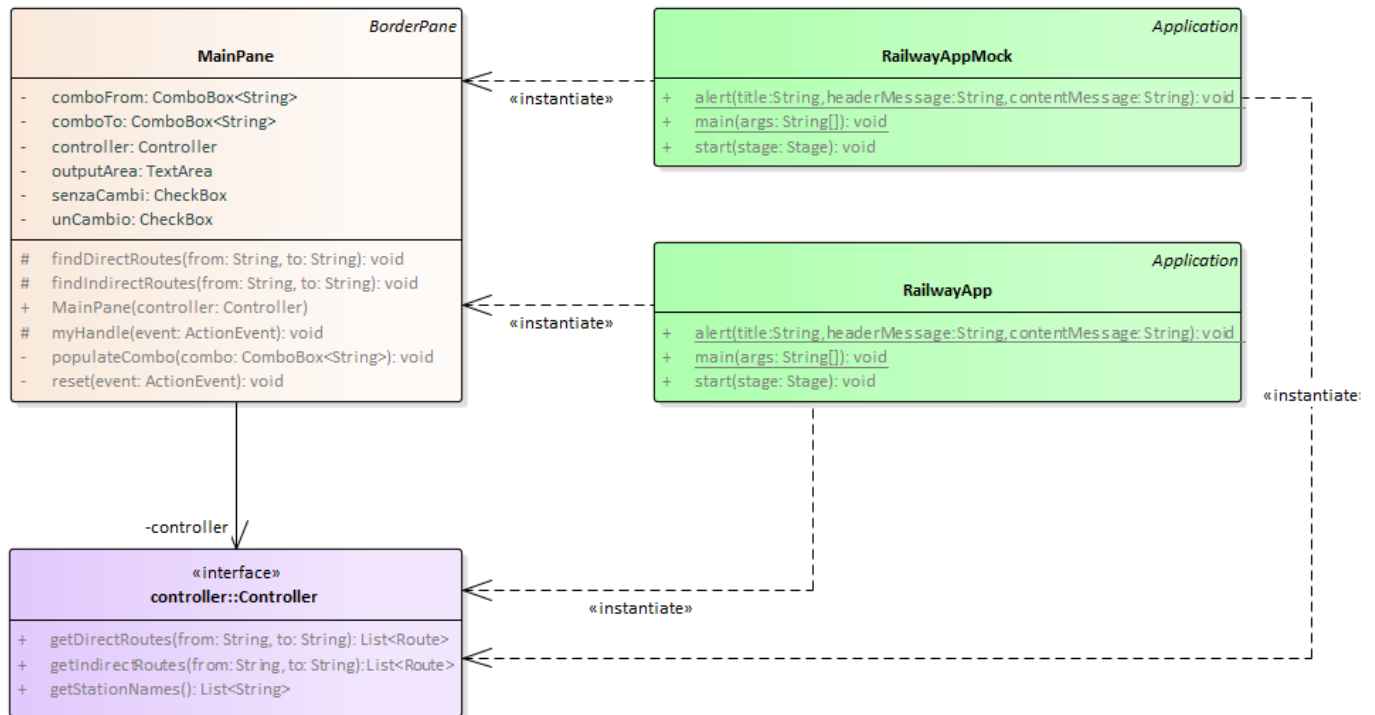 BorderPane
MainPane
- comboFrom: ComboBox<String>
- comboTo: ComboBox<String>
- controller: Controller
- outputArea: TextArea
- senzaCambi: CheckBox
- unCambio: CheckBox
# findDirectRoutes(from: String, to: String): void
# findIndirectRoutes(from: String, to: String): void
+ MainPane(controller: Controller)
# myHandle(event: ActionEvent): void
- populateCombo(combo: ComboBox<String>): void
- reset(event: ActionEvent): void
«instantiate»
Application
RailwayAppMock
+ alert(title:String,headerMessage:String,contentMessage:String): void
+ main(args: String[]): void
+ start(stage: Stage): void
«instantiate»
Application
RailwayApp
+ alert(title:String,headerMessage:String,contentMessage:String): void
+ main(args: String[]): void
+ start(stage: Stage): void
«instantiate»
-controller
«interface»
controller::Controller
+ getDirectRoutes(from: String, to: String): List<Route>
+ getIndirectRoutes(from: String, to: String):List<Route>
+ getStationNames(): List<String>
«instantiate»